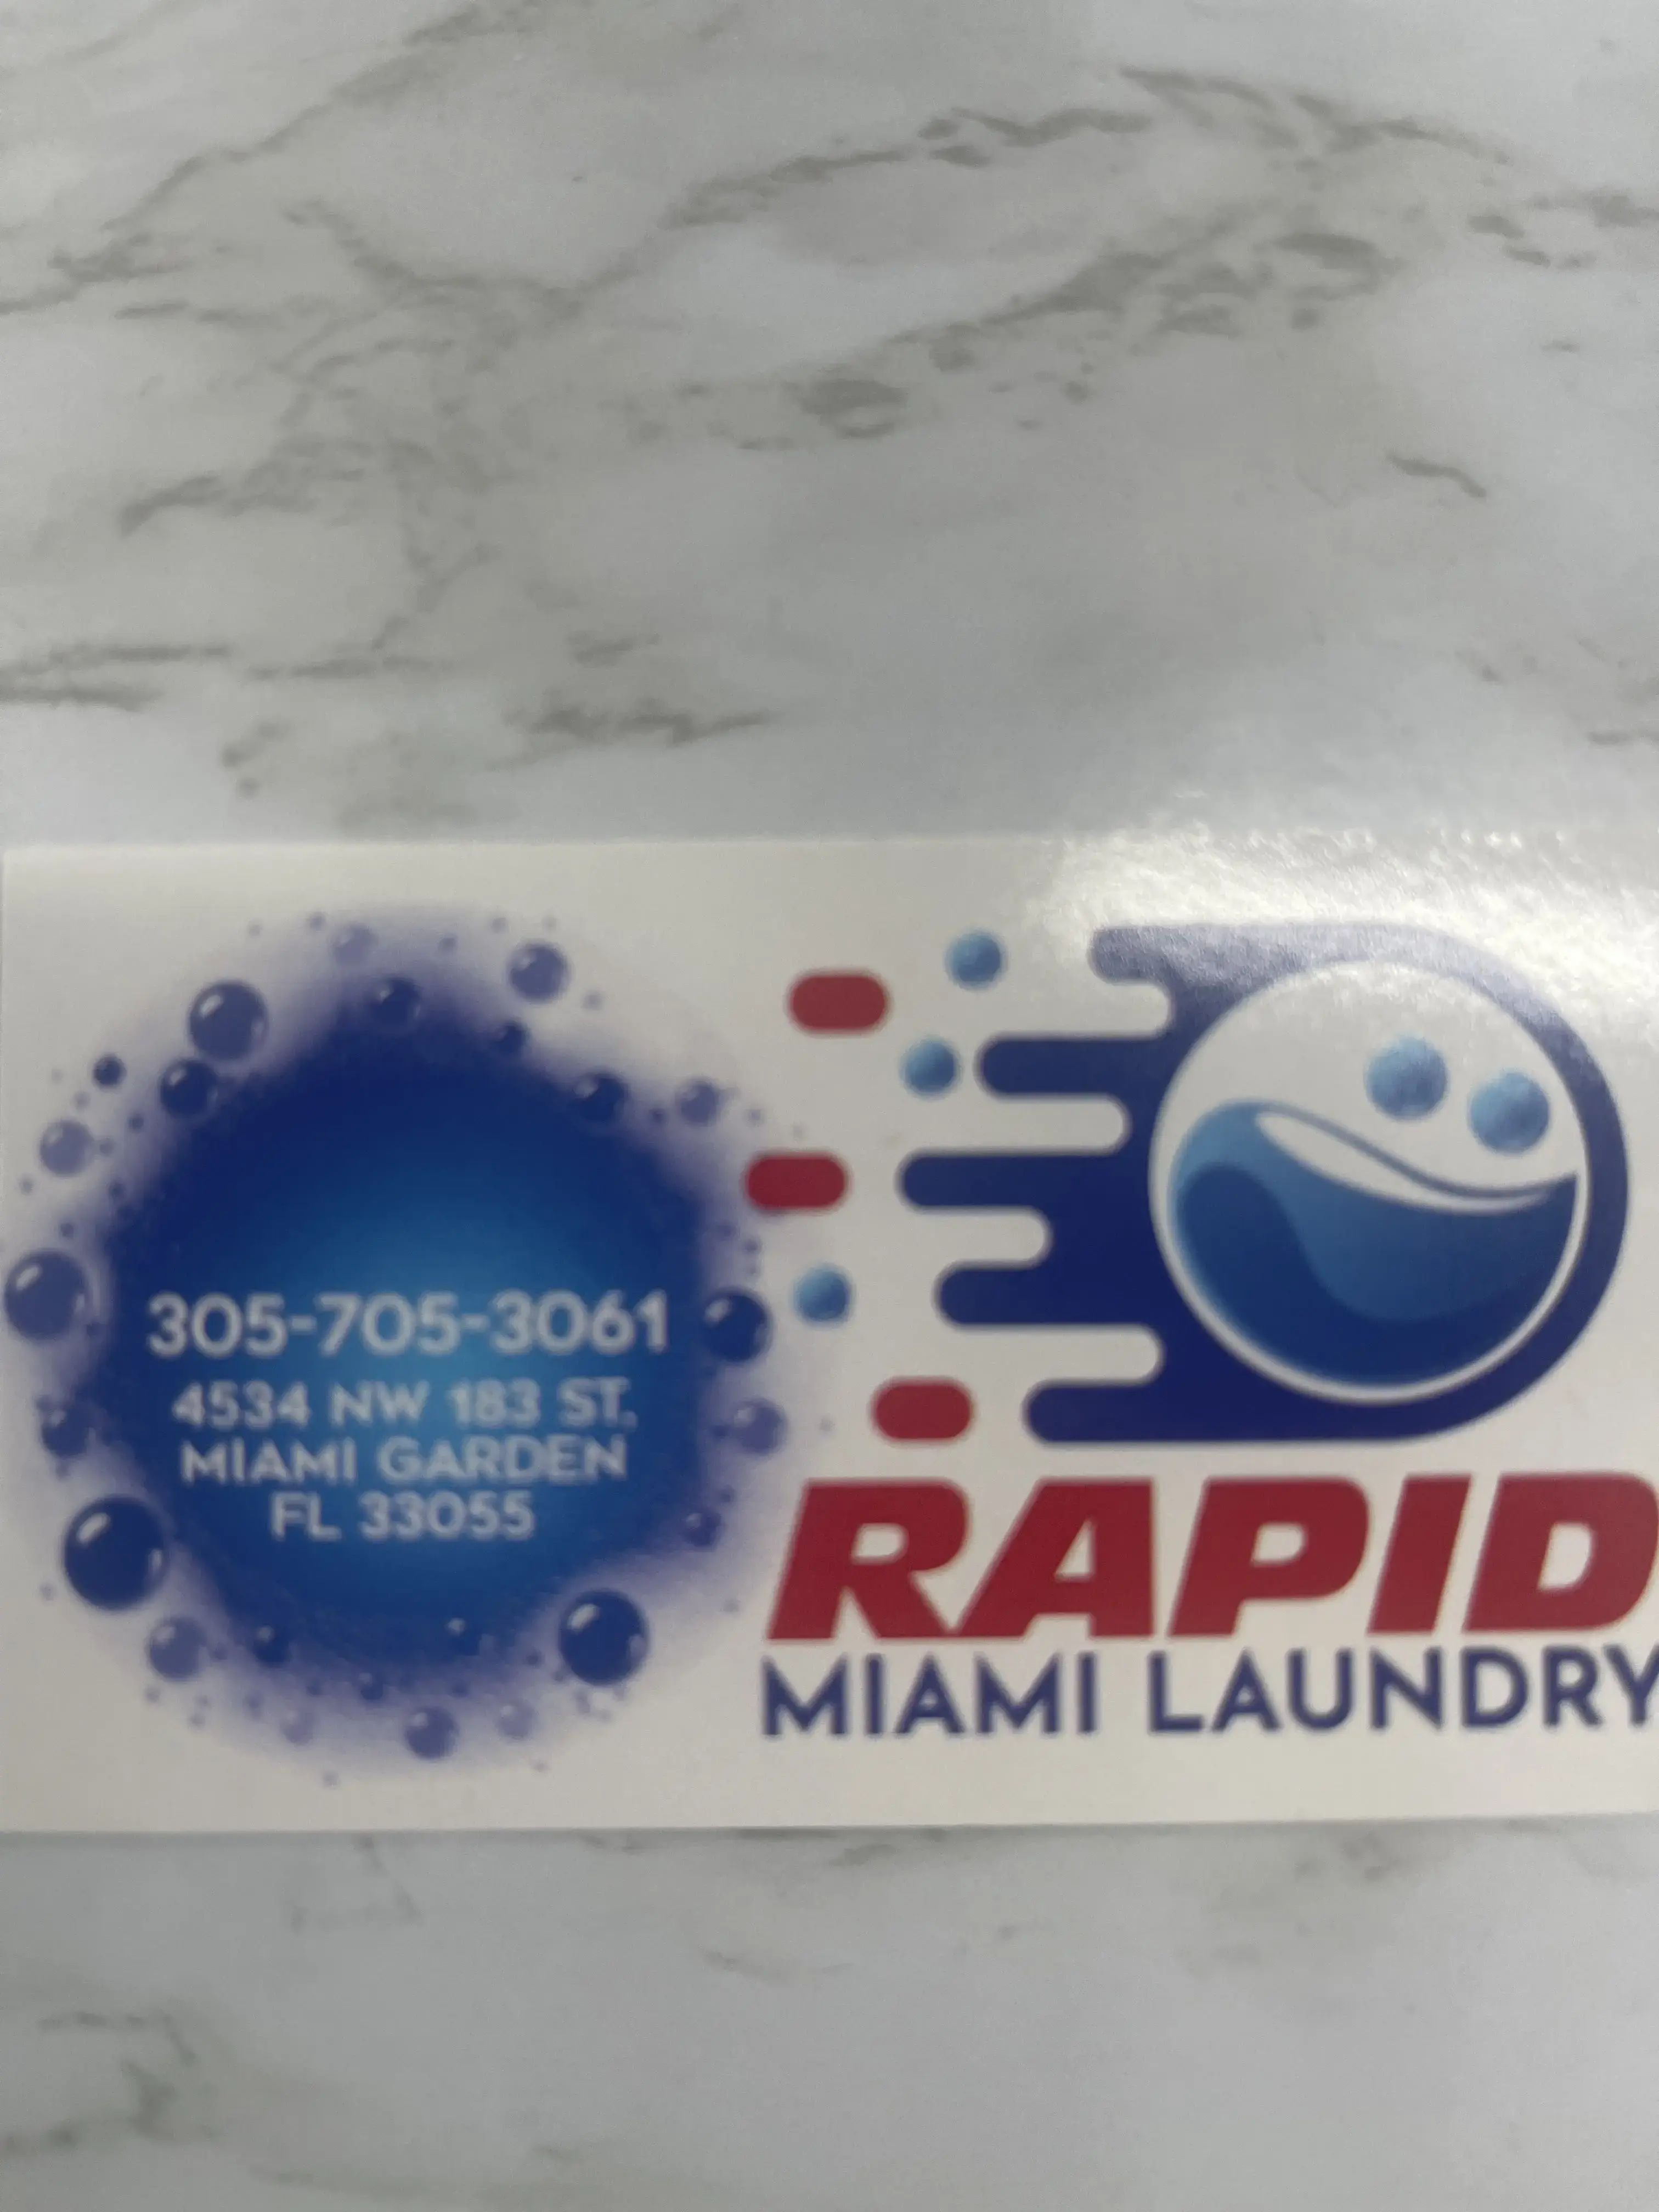 305-705-3061
4534 NW 183 ST.
MIAMI GARDEN
FL 33055
RAPID
MIAMI LAUNDRY